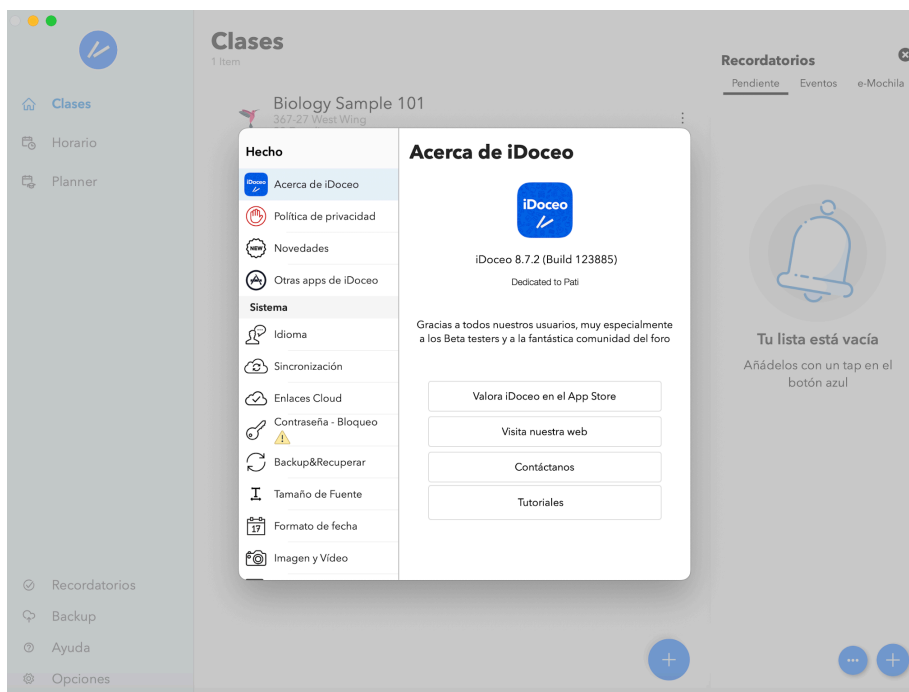 Clases
1 Item
Clases
Horario
Planner
Recordatorios
Backup
Ayuda
Opciones
Biology Sample 101
367-27 West Wing
Recordatorios
Pendiente Eventos e-Mochila
Tu lista está vacía
Añádelos con un tap en el
botón azul
Hecho
iDoceo
Acerca de iDoceo
Política de privacidad
NEW
Novedades
Otras apps de iDoceo
Sistema
Idioma
Sincronización
Enlaces Cloud
Contraseña - Bloqueo
Backup&Recuperar
Tamaño de Fuente
17
Formato de fecha
Imagen y Vídeo
Acerca de iDoceo
iDoceo
iDoceo 8.7.2 (Build 123885)
Dedicated to Pati
Gracias a todos nuestros usuarios, muy especialmente
a los Beta testers y a la fantástica comunidad del foro
Valora iDoceo en el App Store
Visita nuestra web
Contáctanos
Tutoriales